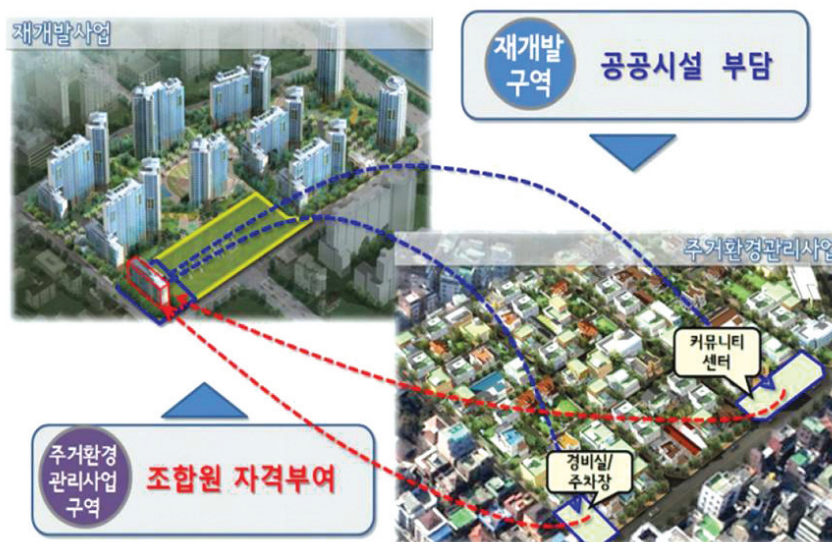 재개발사업
재개발
구역
공공시설 부담
주거환경관리사업
커뮤니티
센터
경비실/
주차장
주거환경
관리사업
구역
조합원 자격부여